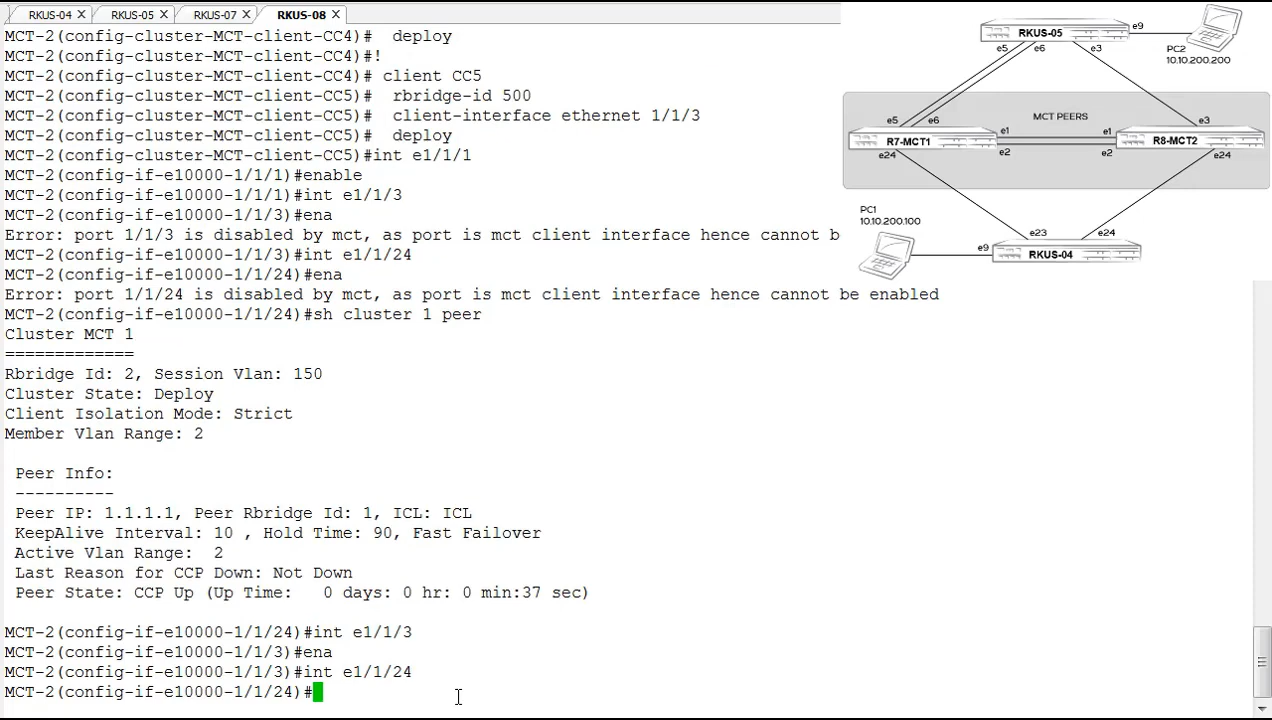 RKUS-04 RKUS-05 RKUS-07 RKUS-08
MCT-2(config-cluster-MCT-client-CC4)#  deploy
MCT-2(config-cluster-MCT-client-CC4)#!
MCT-2(config-cluster-MCT-client-CC4)# client CC5
MCT-2(config-cluster-MCT-client-CC5)#  rbridge-id 500
MCT-2(config-cluster-MCT-client-CC5)#  client-interface ethernet 1/1/3
MCT-2(config-cluster-MCT-client-CC5)#  deploy
MCT-2(config-cluster-MCT-client-CC5)#int e1/1/1
MCT-2(config-if-e10000-1/1/1)#enable
MCT-2(config-if-e10000-1/1/1)#int e1/1/3
MCT-2(config-if-e10000-1/1/3)#ena
Error: port 1/1/3 is disabled by mct, as port is mct client interface hence cannot b
MCT-2(config-if-e10000-1/1/3)#int e1/1/24
MCT-2(config-if-e10000-1/1/24)#ena
Error: port 1/1/24 is disabled by mct, as port is mct client interface hence cannot be enabled
MCT-2(config-if-e10000-1/1/24)#sh cluster 1 peer
Cluster MCT 1
=============
Rbridge Id: 2, Session Vlan: 150
Cluster State: Deploy
Client Isolation Mode: Strict
Member Vlan Range: 2
Peer Info:
----------
Peer IP: 1.1.1.1, Peer Rbridge Id: 1, ICL: ICL
KeepAlive Interval: 10 , Hold Time: 90, Fast Failover
Active Vlan Range:  2
Last Reason for CCP Down: Not Down
Peer State: CCP Up (Up Time:   0 days: 0 hr: 0 min:37 sec)
MCT-2(config-if-e10000-1/1/24)#int e1/1/3
MCT-2(config-if-e10000-1/1/3)#ena
MCT-2(config-if-e10000-1/1/3)#int e1/1/24
MCT-2(config-if-e10000-1/1/24)#
RKUS-05
e9
e5 e6 e3
PC2
10.10.200.200
MCT PEERS
e5 e6 e3
R7-MCT1 e1 e1 R8-MCT2
e24 e2 e2 e24
PC1
10.10.200.100
e23 e24
e9 RKUS-04